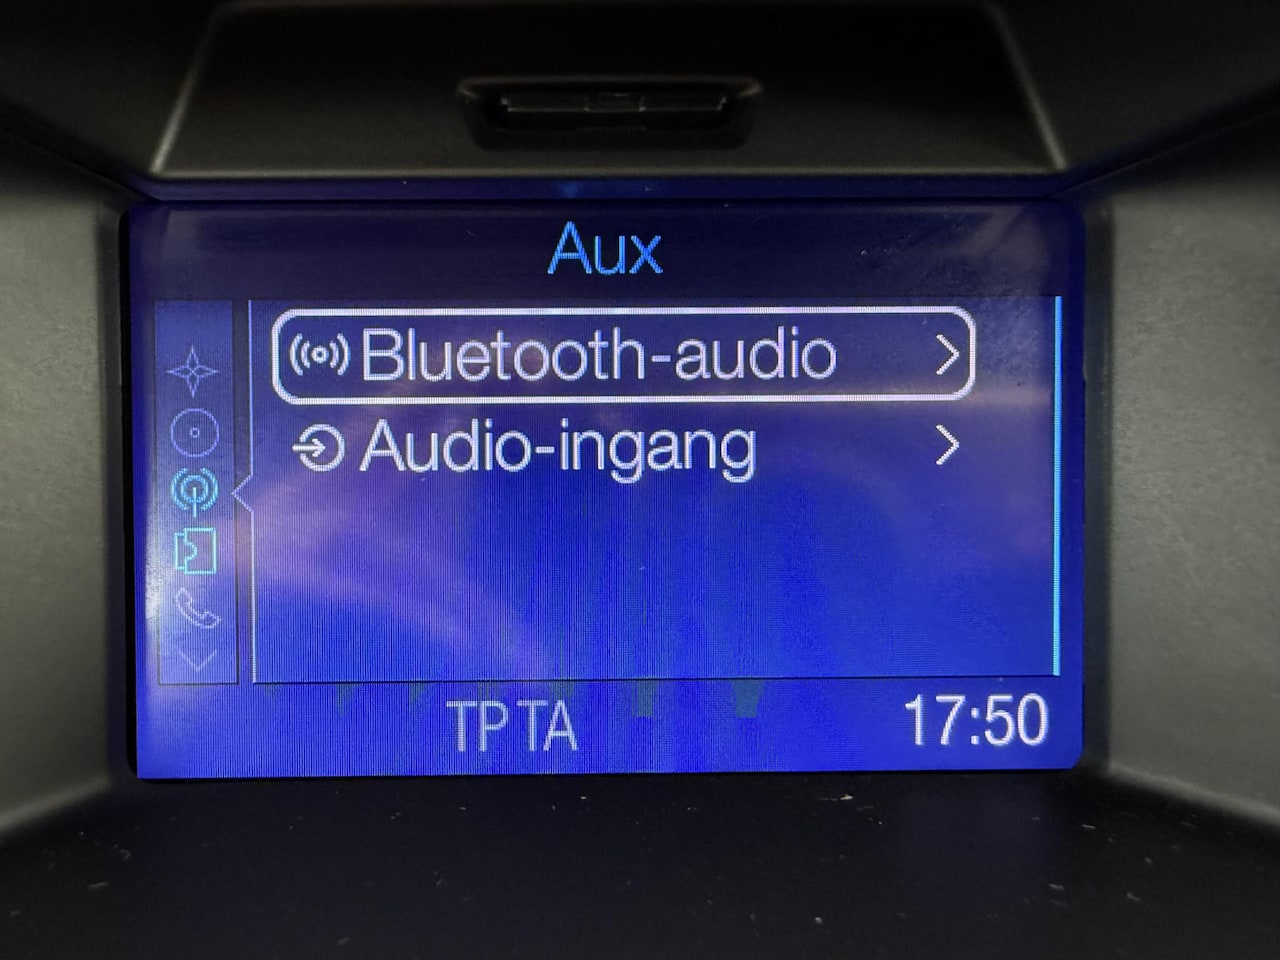 Aux
Bluetooth-audio
Audio-ingang
TP TA
17:50